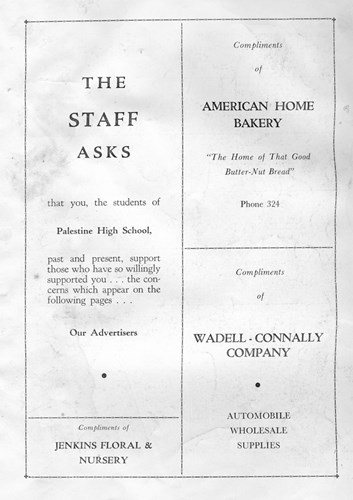 THE
STAFF
ASKS
that you, the students of
Palestine High School,
past and present, support
those who have so willingly
supported you . . . the con-
cerns which appear on the
following pages . . .
Our Advertisers
Compliments of
JENKINS FLORAL &
NURSERY
Compliments
of
AMERICAN HOME
BAKERY
"The Home of That Good
Butter-Nut Bread"
Phone 324
Compliments
of
WADELL - CONNALLY
COMPANY
AUTOMOBILE
WHOLESALE
SUPPLIES